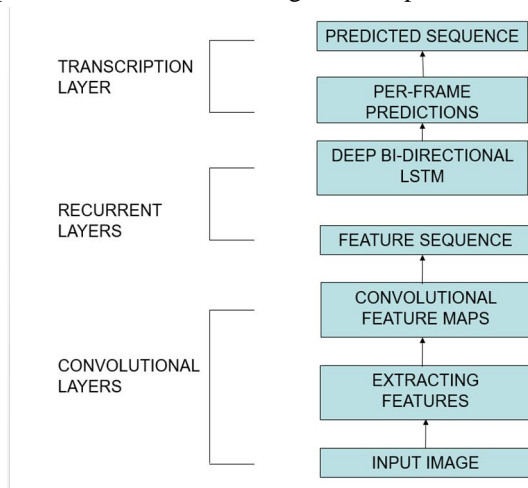 PREDICTED SEQUENCE
TRANSCRIPTION
LAYER
PER-FRAME
PREDICTIONS
DEEP BI-DIRECTIONAL
LSTM
RECURRENT
LAYERS
FEATURE SEQUENCE
CONVOLUTIONAL
FEATURE MAPS
CONVOLUTIONAL
LAYERS
EXTRACTING
FEATURES
INPUT IMAGE